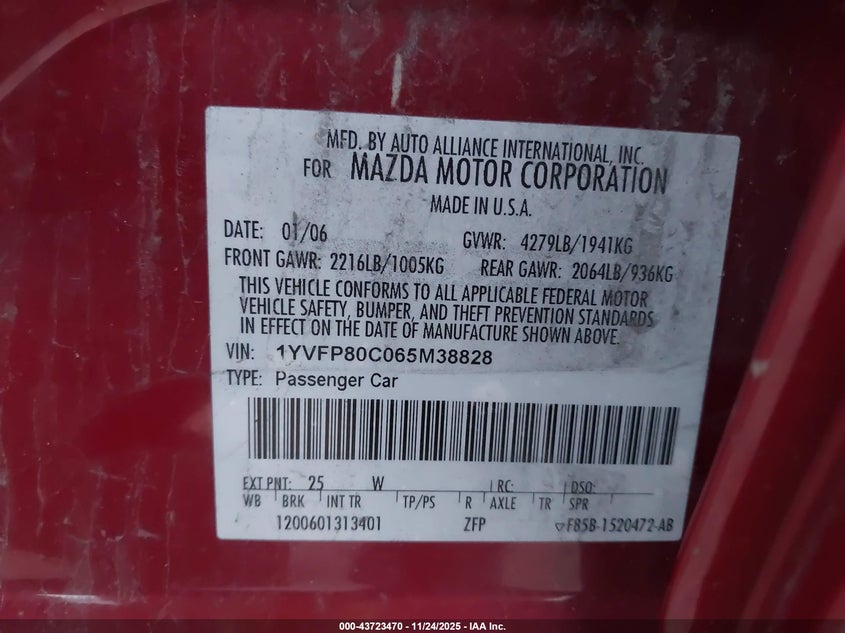 MFD. BY AUTO ALLIANCE INTERNATIONAL, INC.
FOR MAZDA MOTOR CORPORATION
MADE IN U.S.A.
DATE: 01/06 GVWR: 4279LB/1941KG
FRONT GAWR: 2216LB/1005KG REAR GAWR: 2064LB/936KG
THIS VEHICLE CONFORMS TO ALL APPLICABLE FEDERAL MOTOR
VEHICLE SAFETY, BUMPER, AND THEFT PREVENTION STANDARDS
IN EFFECT ON THE DATE OF MANUFACTURE SHOWN ABOVE.
VIN: 1YVFP80C065M38828
TYPE: Passenger Car
EXT PNT: 25 W RC: DSO:
WB BRK INT TR TP/PS R AXLE TR SPR
1200601313401 ZFP F85B-1520472-AB
000-43723470 - 11/24/2025 - IAA Inc.